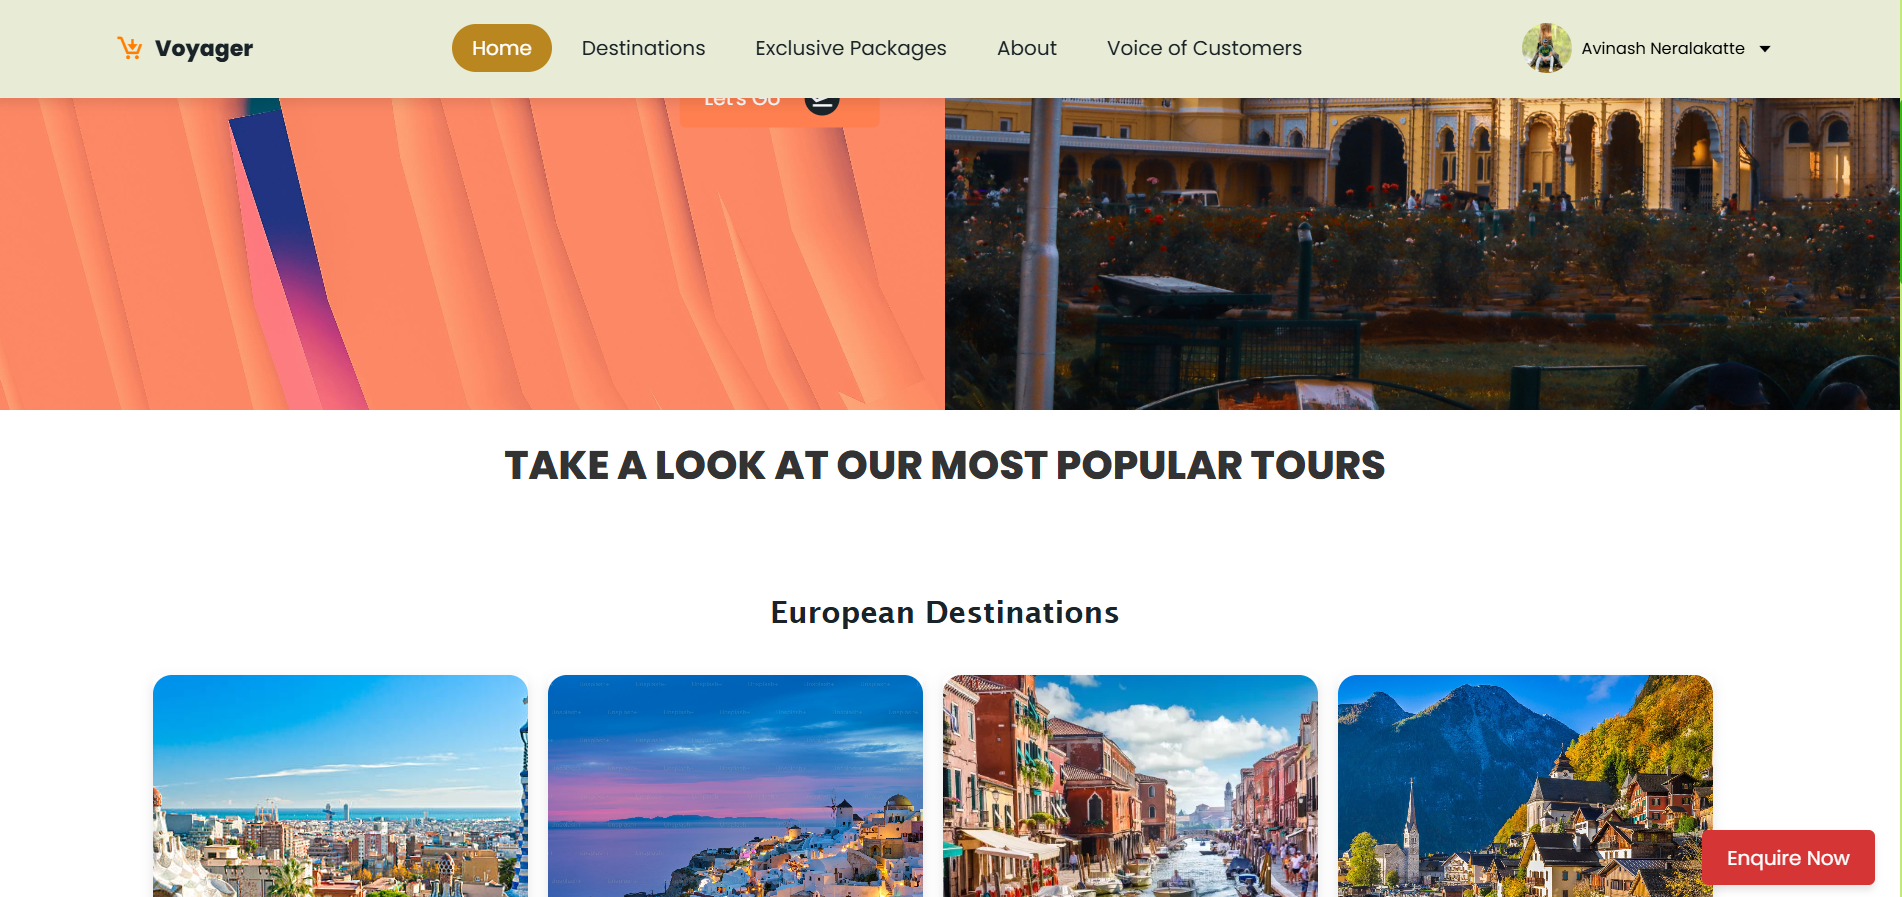 Voyager
Home
Destinations
Exclusive Packages
About
Voice of Customers
Avinash Neralakatte
Let's Go
TAKE A LOOK AT OUR MOST POPULAR TOURS
European Destinations
Enquire Now